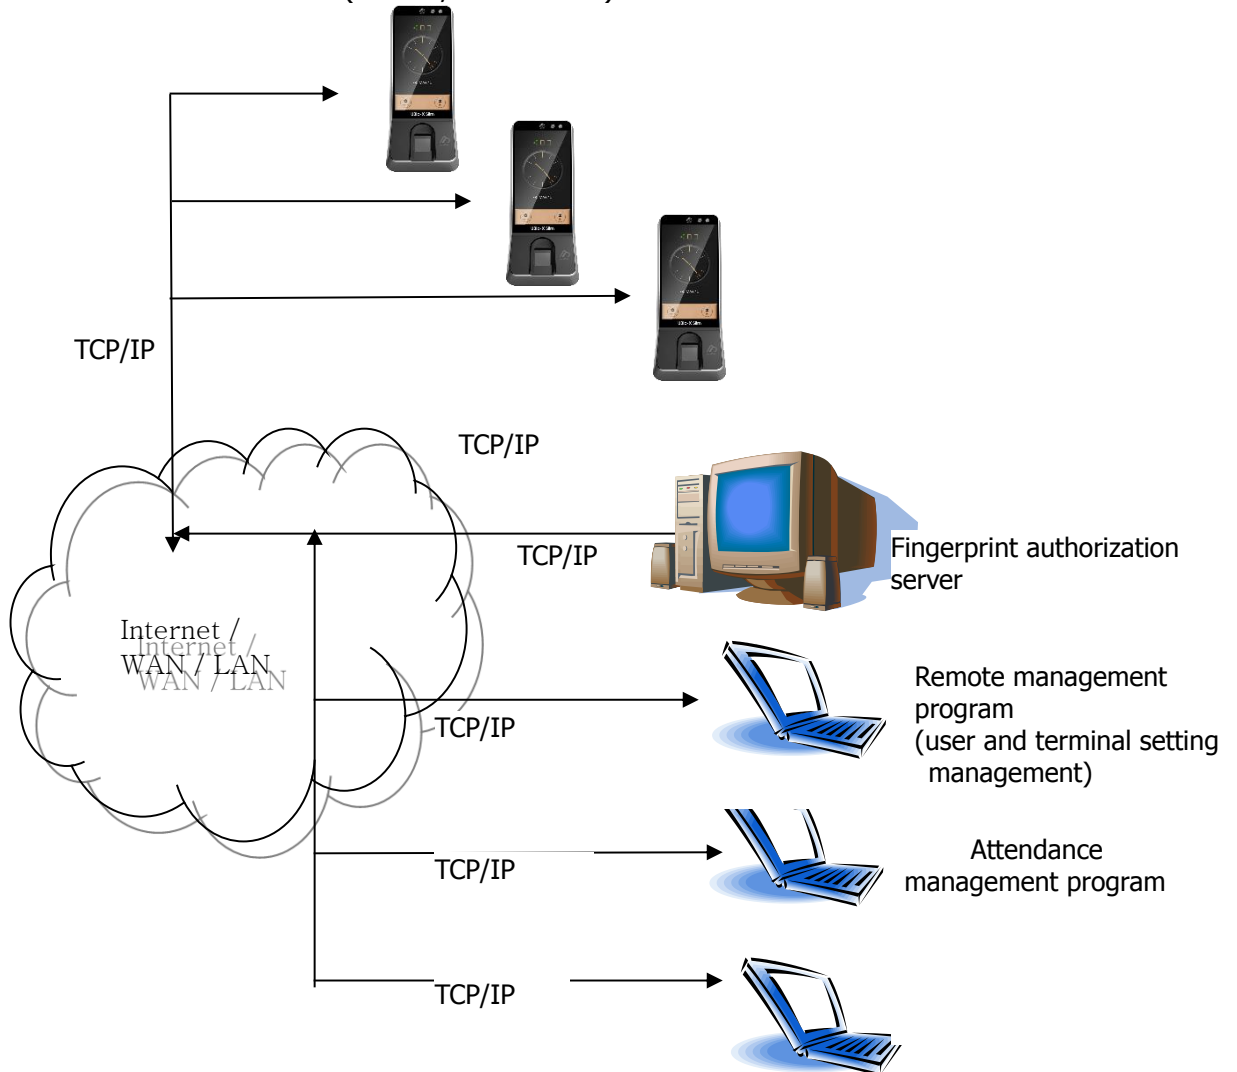 TCP/IP
TCP/IP
TCP/IP
Fingerprint authorization
server
Internet /
WAN / LAN
Remote management
program
(user and terminal setting
management)
TCP/IP
Attendance
management program
TCP/IP
TCP/IP